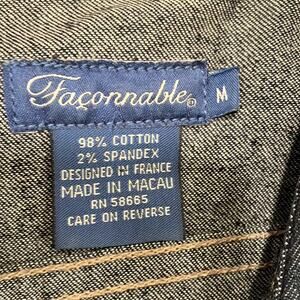 Façonnable®
M
98% COTTON
2% SPANDEX
DESIGNED IN FRANCE
MADE IN MACAU
RN 58665
CARE ON REVERSE